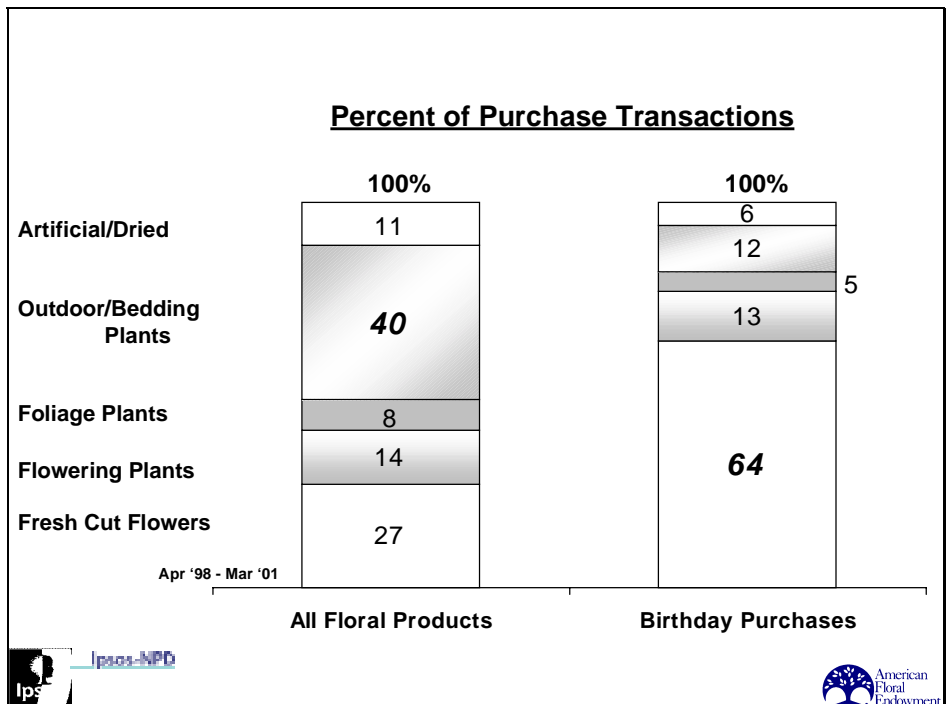 Percent of Purchase Transactions
100%
100%
Artificial/Dried
11
6
12
Outdoor/Bedding
Plants
40
5
13
Foliage Plants
8
Flowering Plants
14
64
Fresh Cut Flowers
27
Apr ‘98 - Mar ‘01
All Floral Products
Birthday Purchases
Ipsos-NPD
Ips
American
Floral
Endowment